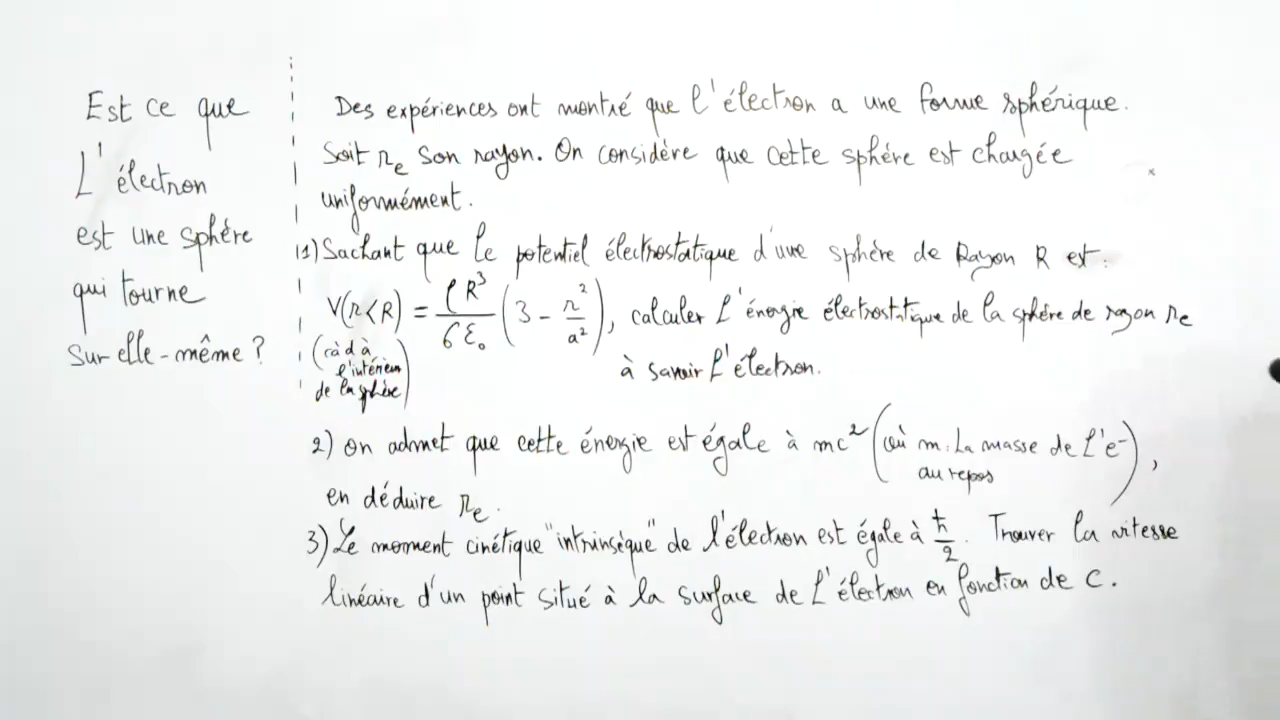 Est ce que
L'électron
est une sphère
qui tourne
sur elle-même ?
Des expériences ont montré que l'électron a une forme sphérique.
Soit re son rayon. On considère que cette sphère est chargée
uniformément.
1) Sachant que le potentiel électrostatique d'une sphère de Rayon R est :
V(r<R) = ρR³/6ε₀ (3 - r²/a²), calculer l'énergie électrostatique de la sphère de rayon re
(càd à
l'intérieur
de la sphère)
à savoir L'électron.
2) on admet que cette énergie est égale à mc² (où m : la masse de l'e⁻
au repos),
en déduire re.
3) Le moment cinétique "intrinsèque" de l'électron est égale à ħ/2. Trouver la vitesse
linéaire d'un point situé à la surface de L'électron en fonction de c.